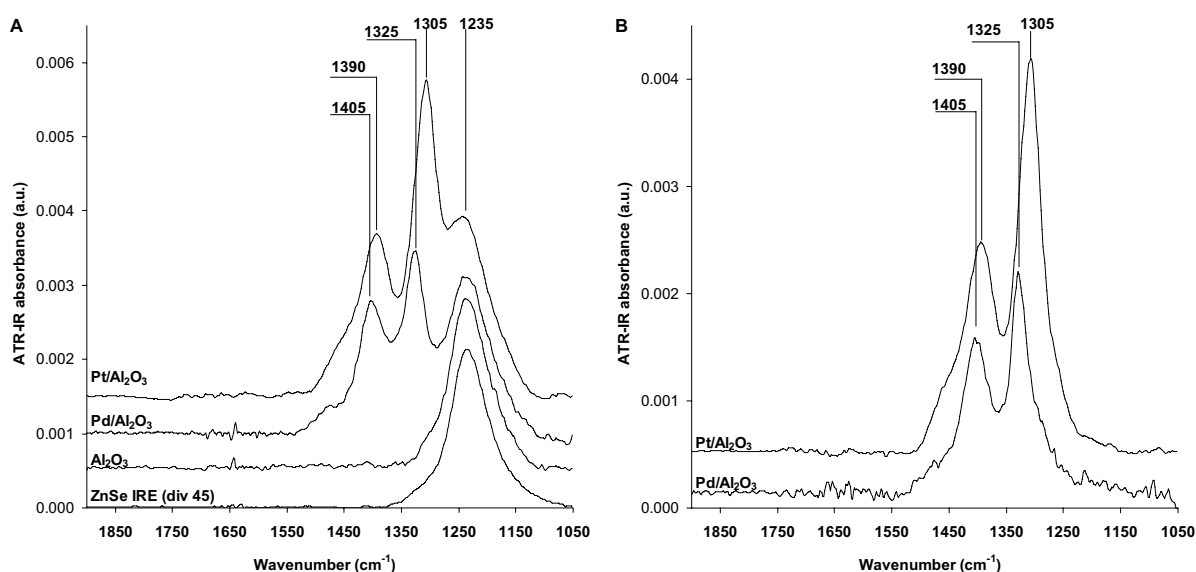 A
1325
1305
1235
1390
1405
0.006
0.005
0.004
0.003
0.002
0.001
0.000
ATR-IR absorbance (a.u.)
Pt/Al₂O₃
Pd/Al₂O₃
Al₂O₃
ZnSe IRE (div 45)
1850 1750 1650 1550 1450 1350 1250 1150 1050
Wavenumber (cm⁻¹)
B
1305
1325
1390
1405
0.004
0.003
0.002
0.001
0.000
ATR-IR absorbance (a.u.)
Pt/Al₂O₃
Pd/Al₂O₃
1850 1750 1650 1550 1450 1350 1250 1150 1050
Wavenumber (cm⁻¹)